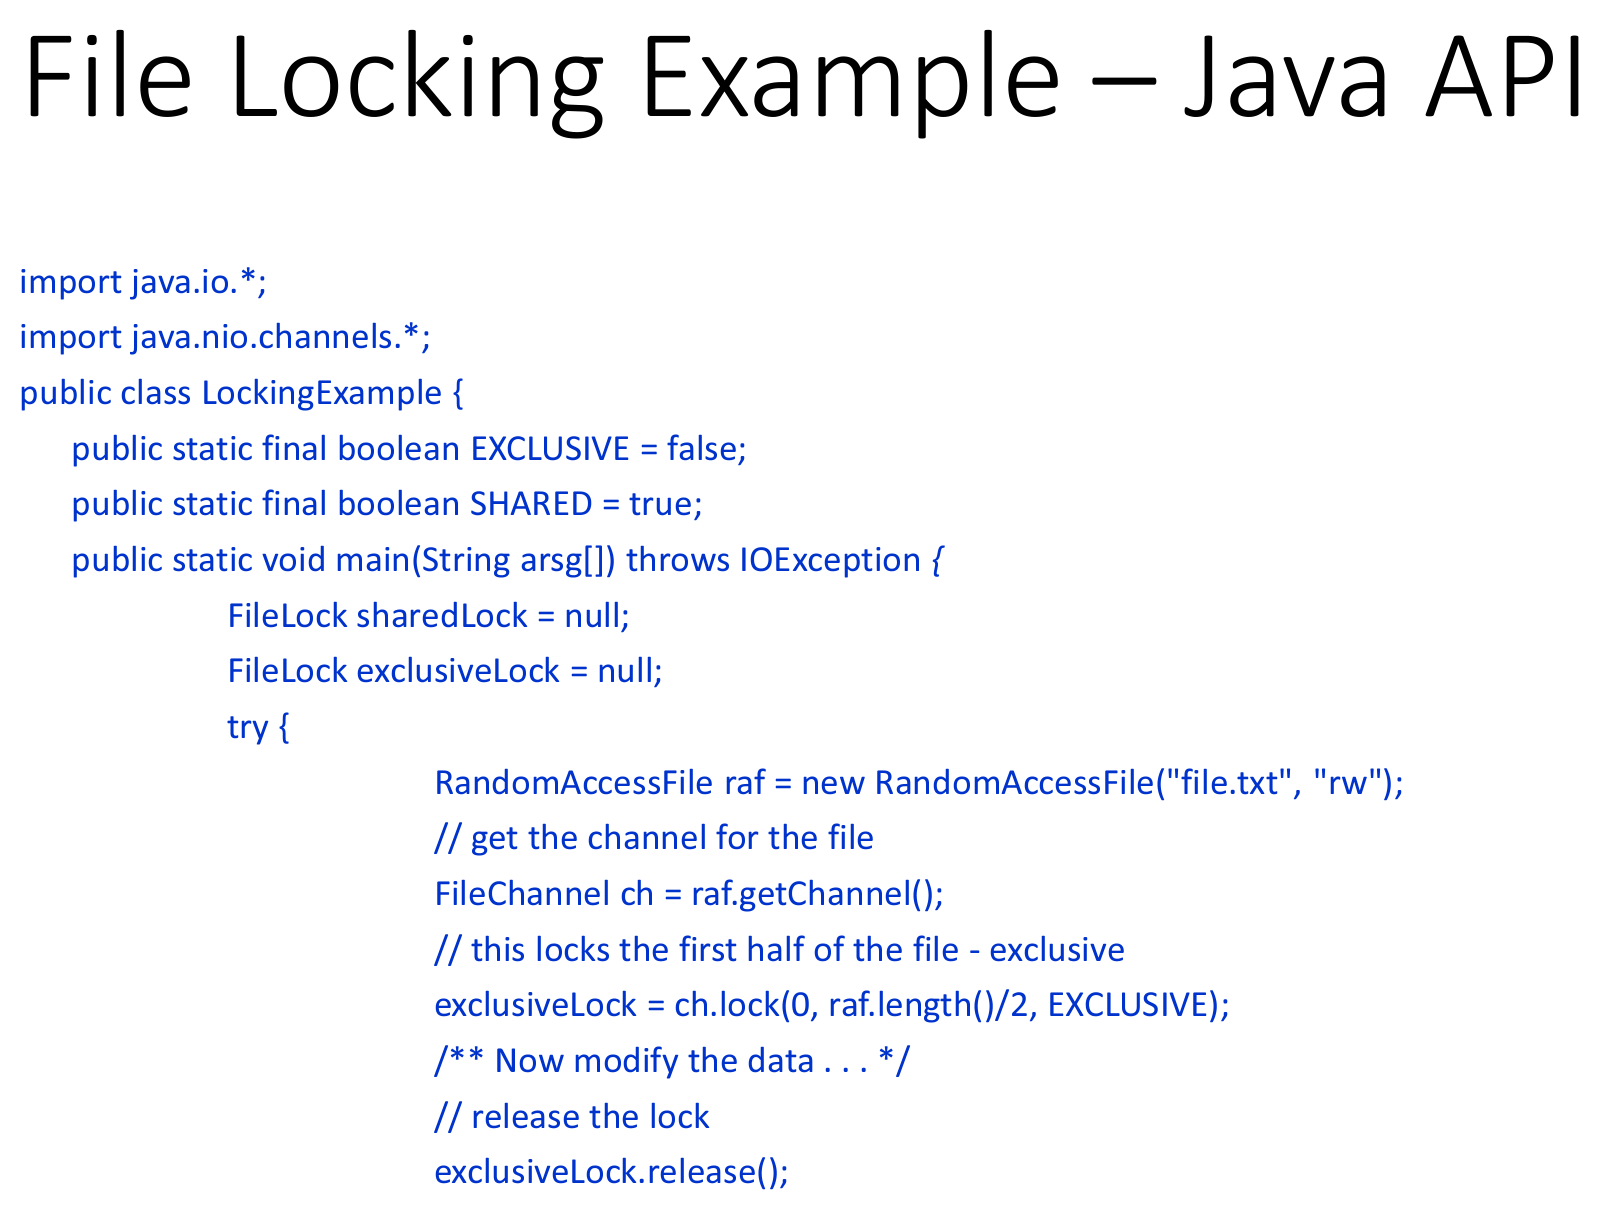 File Locking Example – Java API
import java.io.*;
import java.nio.channels.*;
public class LockingExample {
public static final boolean EXCLUSIVE = false;
public static final boolean SHARED = true;
public static void main(String arsg[]) throws IOException {
FileLock sharedLock = null;
FileLock exclusiveLock = null;
try {
RandomAccessFile raf = new RandomAccessFile("file.txt", "rw");
// get the channel for the file
FileChannel ch = raf.getChannel();
// this locks the first half of the file - exclusive
exclusiveLock = ch.lock(0, raf.length()/2, EXCLUSIVE);
/** Now modify the data . . . */
// release the lock
exclusiveLock.release();